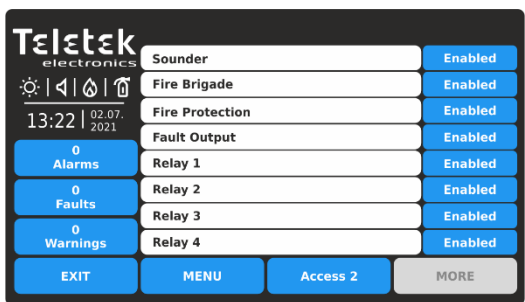 Teletek
electronics
13:22 02.07.
2021
0
Alarms
0
Faults
0
Warnings
Sounder Enabled
Fire Brigade Enabled
Fire Protection Enabled
Fault Output Enabled
Relay 1 Enabled
Relay 2 Enabled
Relay 3 Enabled
Relay 4 Enabled
EXIT MENU Access 2 MORE